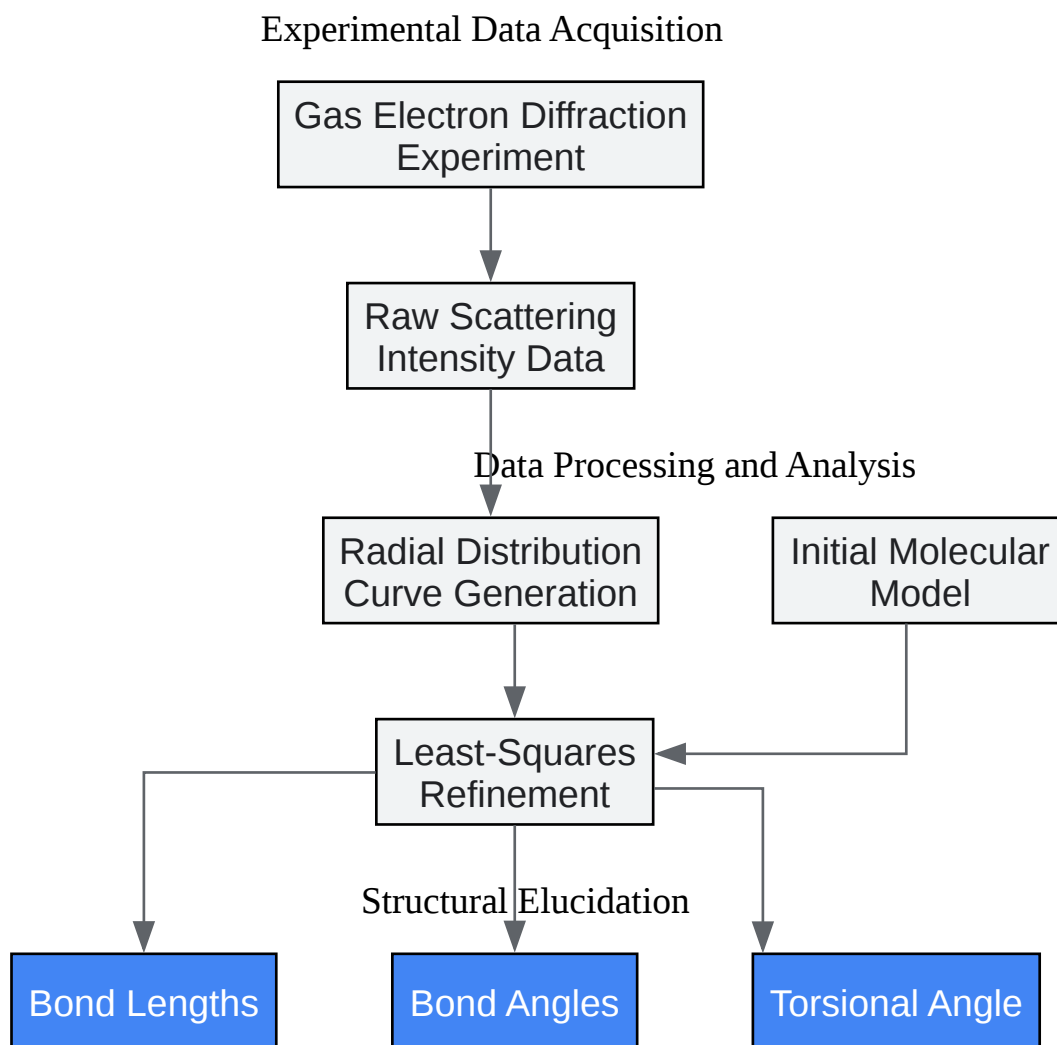 Experimental Data Acquisition
Gas Electron Diffraction
Experiment
Raw Scattering
Intensity Data
Data Processing and Analysis
Radial Distribution
Curve Generation
Initial Molecular
Model
Least-Squares
Refinement
Structural Elucidation
Bond Lengths
Bond Angles
Torsional Angle